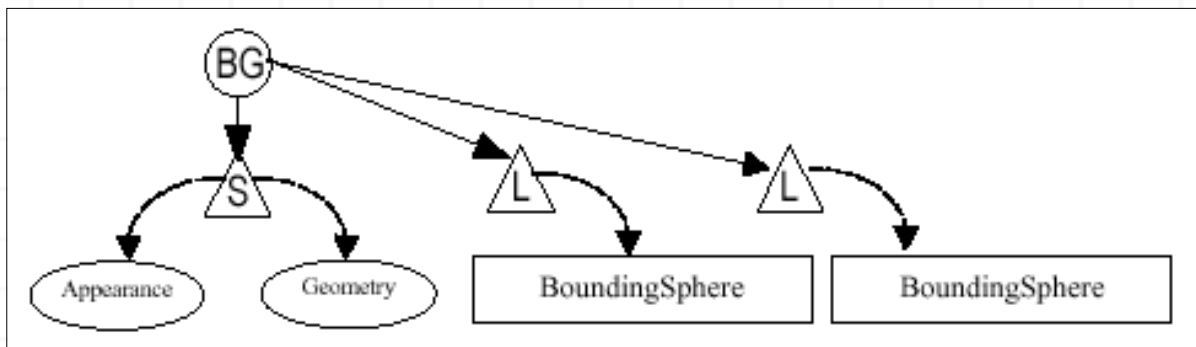 BG
S
L
L
Appearance
Geometry
BoundingSphere
BoundingSphere